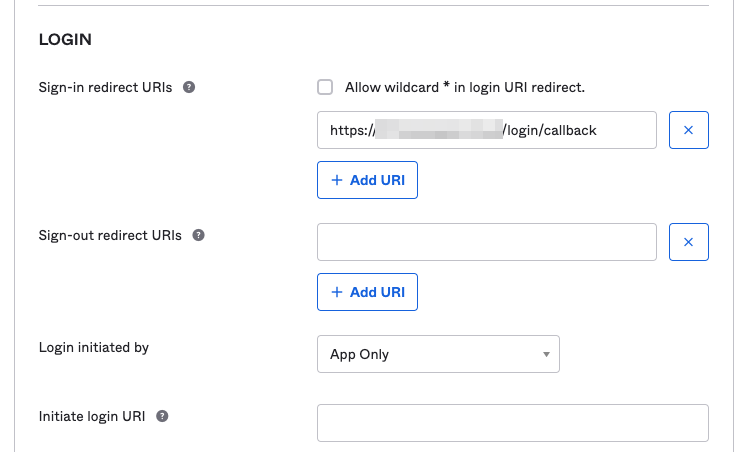 LOGIN
Sign-in redirect URIs
Allow wildcard * in login URI redirect.
https:// /login/callback
+ Add URI
Sign-out redirect URIs
+ Add URI
Login initiated by
App Only
Initiate login URI